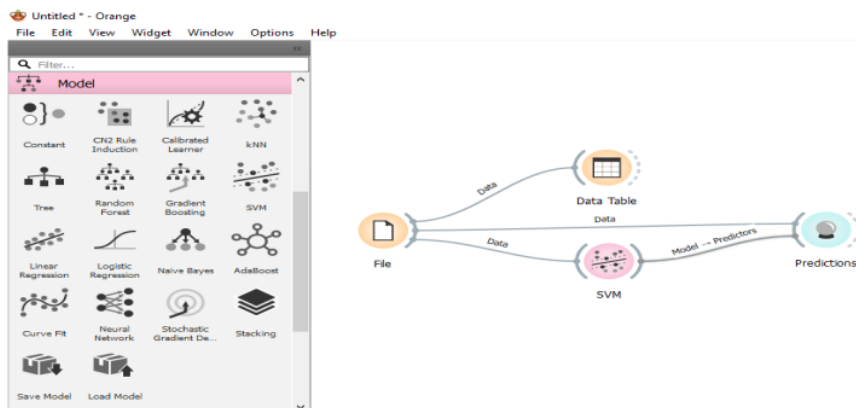 Untitled * - Orange
File Edit View Widget Window Options Help
Filter...
Model
Constant
CN2 Rule
Induction
Calibrated
Learner
kNN
Tree
Random
Forest
Gradient
Boosting
SVM
Linear
Regression
Logistic
Regression
Naive Bayes
AdaBoost
Curve Fit
Neural
Network
Stochastic
Gradient De...
Stacking
Save Model
Load Model
File
Data
Data Table
Data
Data
SVM
Model → Predictors
Predictions